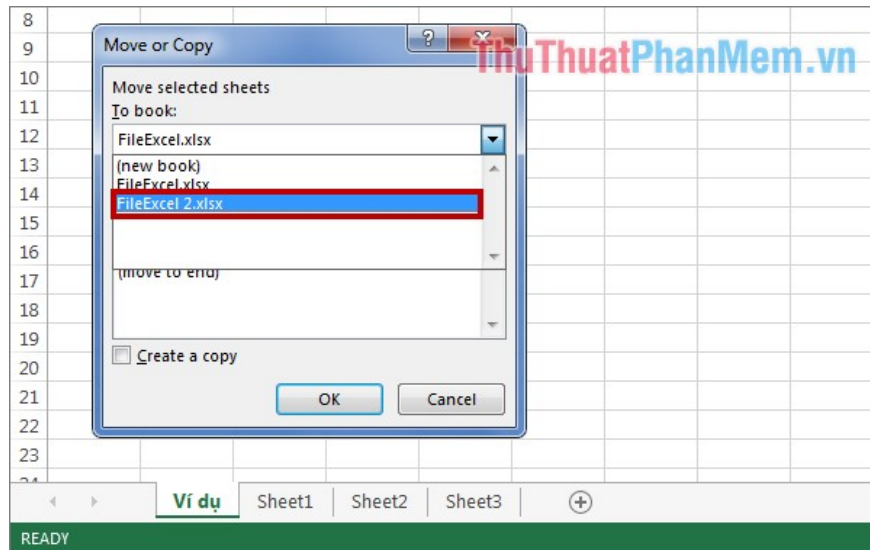 8
9
Move or Copy
?
ThuThuatPhanMem.vn
10
Move selected sheets
11
To book:
12
FileExcel.xlsx
13
(new book)
FileExcel.xlsx
14
FileExcel 2.xlsx
15
16
17
(move to end)
18
19
Create a copy
20
21
OK Cancel
22
23
24
Ví dụ Sheet1 Sheet2 Sheet3
READY